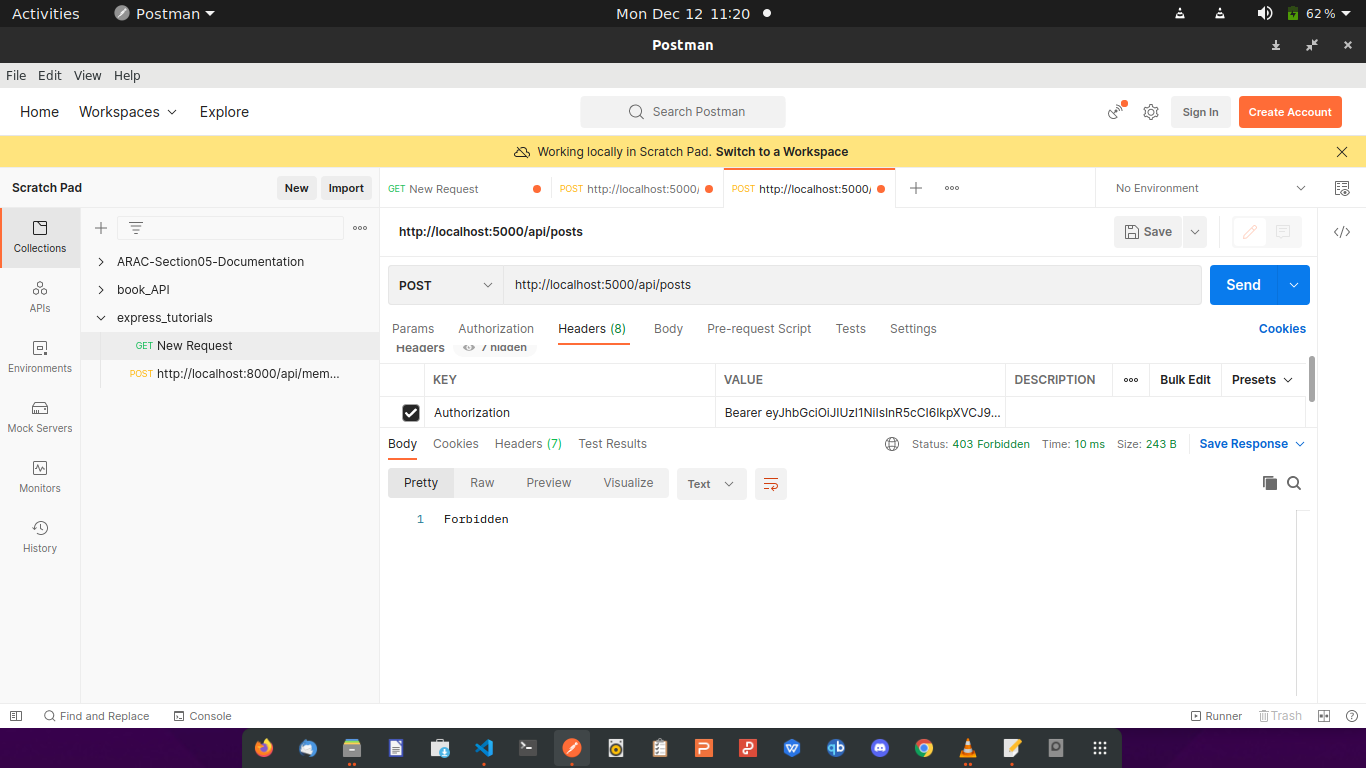 Activities Postman Mon Dec 12 11:20 62%
Postman
File Edit View Help
Home Workspaces Explore Search Postman Sign In Create Account
Working locally in Scratch Pad. Switch to a Workspace
Scratch Pad New Import GET New Request POST http://localhost:5000/ POST http://localhost:5000/ No Environment
Collections
APIs
Environments
Mock Servers
Monitors
History
ARAC-Section05-Documentation
book_API
express_tutorials
GET New Request
POST http://localhost:8000/api/mem...
http://localhost:5000/api/posts Save
POST http://localhost:5000/api/posts Send
Params Authorization Headers (8) Body Pre-request Script Tests Settings Cookies
Headers 7 hidden
KEY VALUE DESCRIPTION Bulk Edit Presets
Authorization Bearer eyJhbGciOiJIUzI1NiIsInR5cCI6IkpXVCJ9...
Body Cookies Headers (7) Test Results Status: 403 Forbidden Time: 10 ms Size: 243 B Save Response
Pretty Raw Preview Visualize Text
1 Forbidden
Find and Replace Console Runner Trash